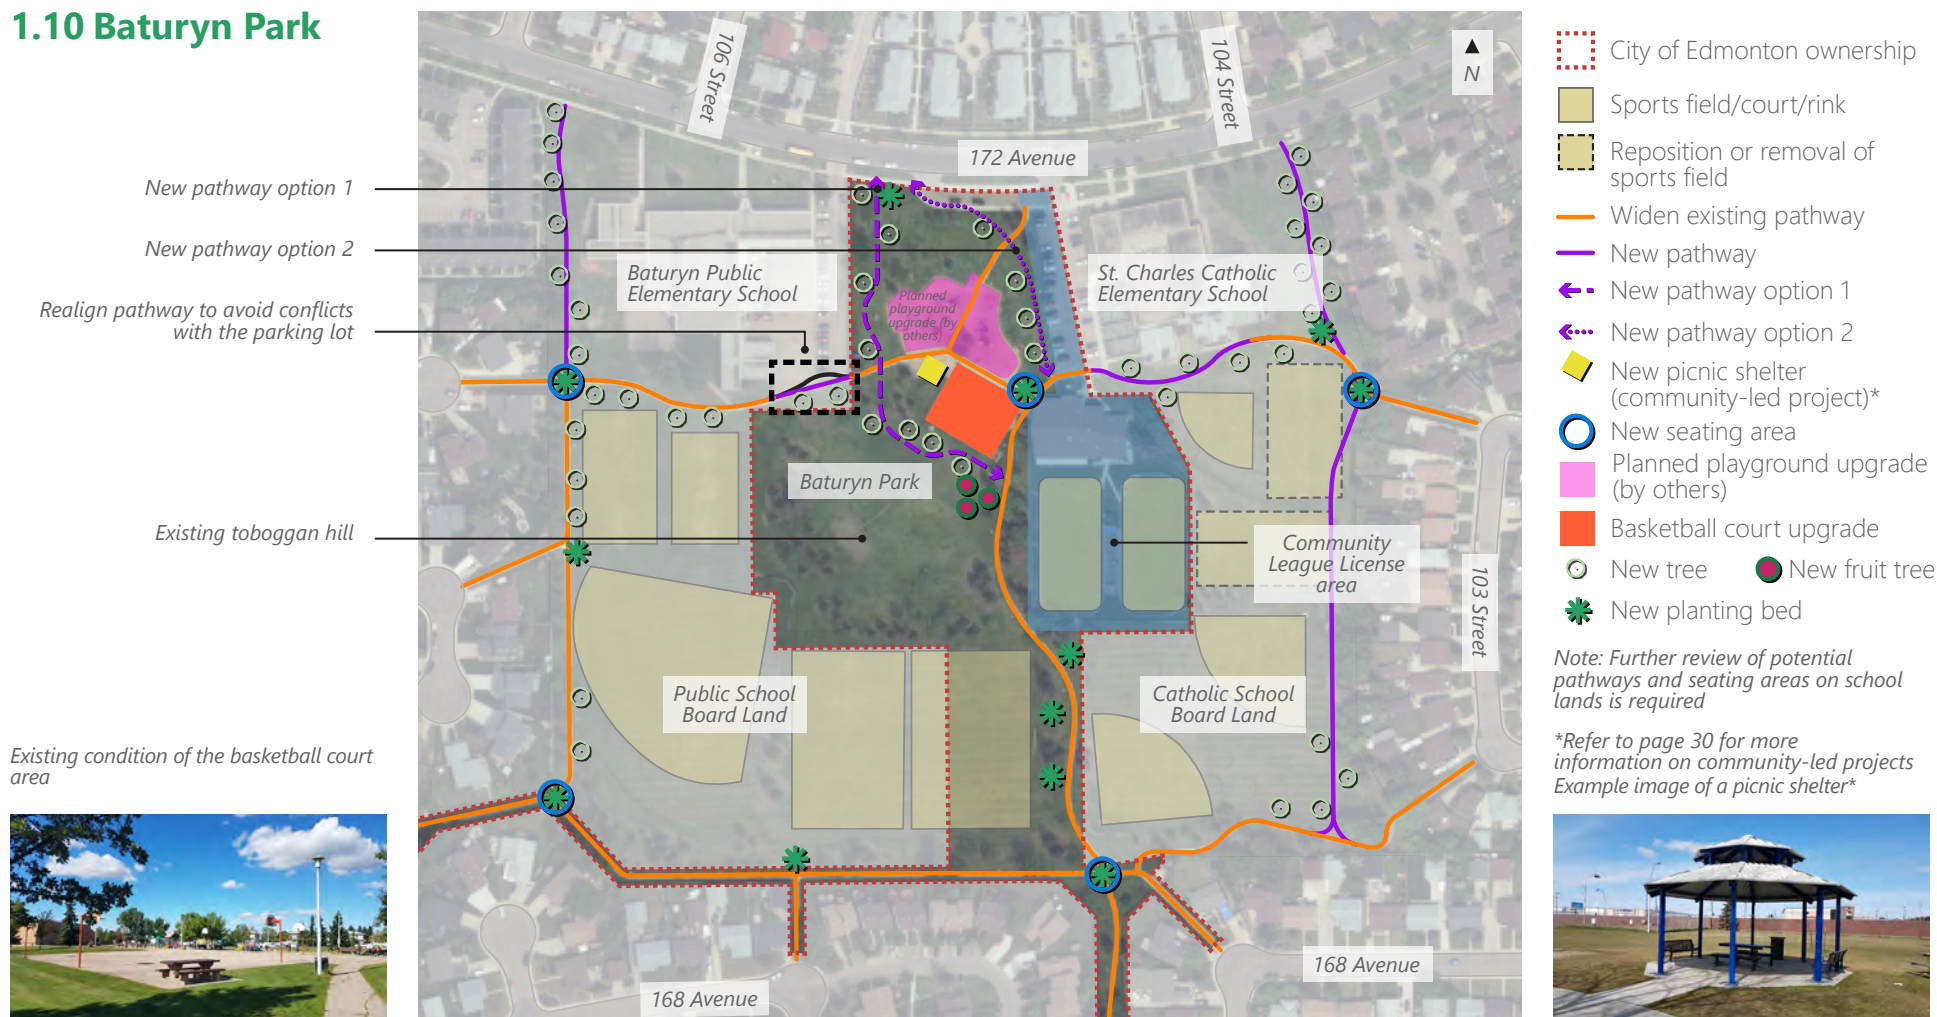 1.10 Baturyn Park
New pathway option 1
New pathway option 2
Realign pathway to avoid conflicts
with the parking lot
Existing toboggan hill
Existing condition of the basketball court
area
106 Street
104 Street
N
172 Avenue
Baturyn Public
Elementary School
St. Charles Catholic
Elementary School
Planned
playground
upgrade (by
others)
Baturyn Park
Community
League License
area
103 Street
Public School
Board Land
Catholic School
Board Land
168 Avenue
168 Avenue
City of Edmonton ownership
Sports field/court/rink
Reposition or removal of
sports field
Widen existing pathway
New pathway
New pathway option 1
New pathway option 2
New picnic shelter
(community-led project)*
New seating area
Planned playground upgrade
(by others)
Basketball court upgrade
New tree
New fruit tree
New planting bed
Note: Further review of potential
pathways and seating areas on school
lands is required
*Refer to page 30 for more
information on community-led projects
Example image of a picnic shelter*